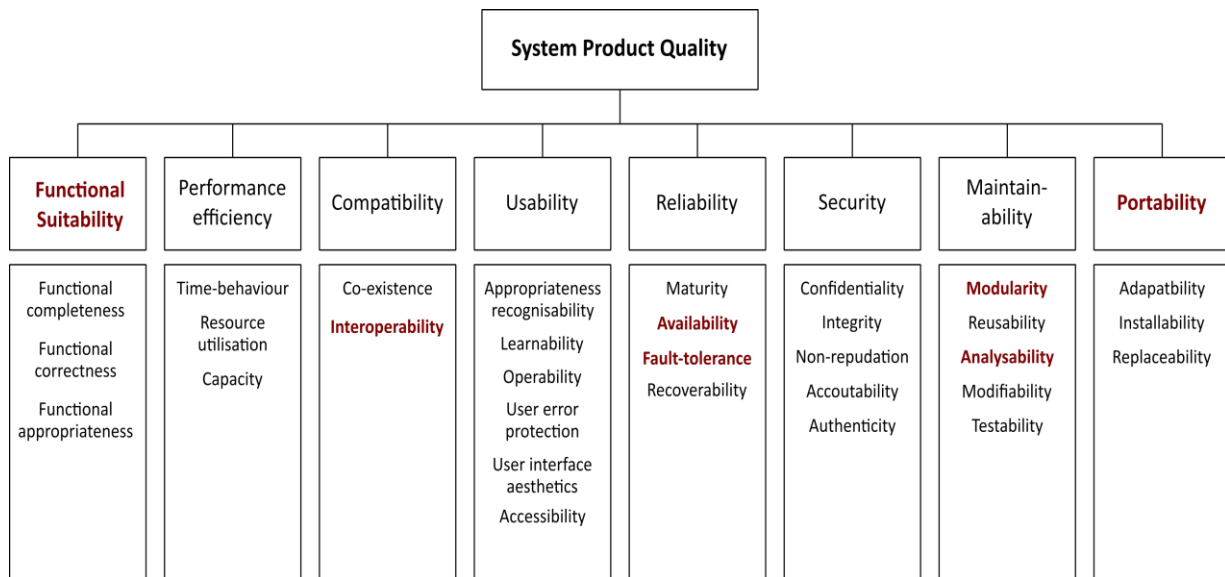 System Product Quality
Functional
Suitability
Performance
efficiency
Compatibility
Usability
Reliability
Security
Maintain-
ability
Portability
Functional
completeness
Functional
correctness
Functional
appropriateness
Time-behaviour
Resource
utilisation
Capacity
Co-existence
Interoperability
Appropriateness
recognisability
Learnability
Operability
User error
protection
User interface
aesthetics
Accessibility
Maturity
Availability
Fault-tolerance
Recoverability
Confidentiality
Integrity
Non-repudation
Accoutability
Authenticity
Modularity
Reusability
Analysability
Modifiability
Testability
Adapatbility
Installability
Replaceability